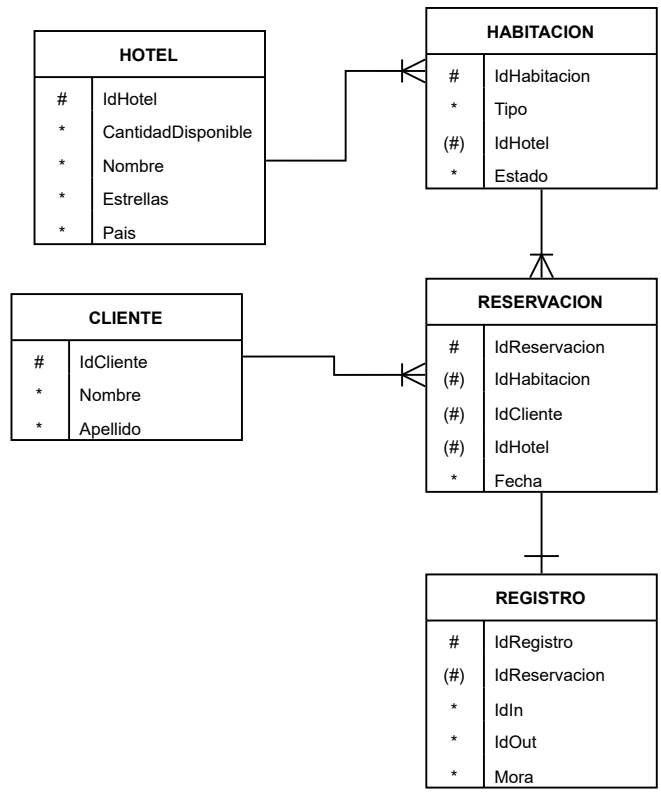 HOTEL
# IdHotel
* CantidadDisponible
* Nombre
* Estrellas
* Pais
HABITACION
# IdHabitacion
* Tipo
(#) IdHotel
* Estado
CLIENTE
# IdCliente
* Nombre
* Apellido
RESERVACION
# IdReservacion
(#) IdHabitacion
(#) IdCliente
(#) IdHotel
* Fecha
REGISTRO
# IdRegistro
(#) IdReservacion
* IdIn
* IdOut
* Mora